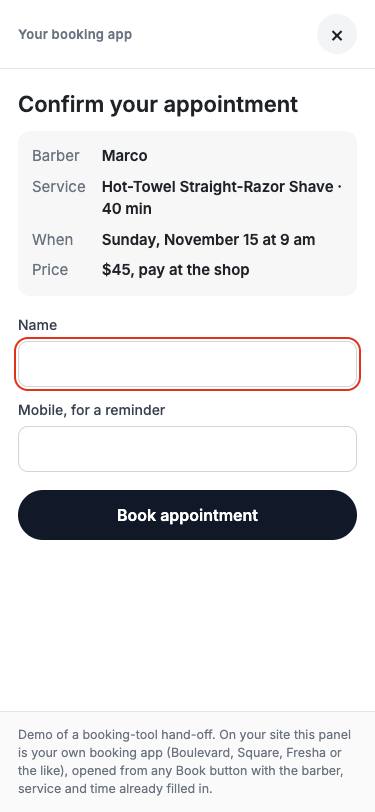 Your booking app
×
Confirm your appointment
Barber Marco
Service Hot-Towel Straight-Razor Shave ·
40 min
When Sunday, November 15 at 9 am
Price $45, pay at the shop
Name
Mobile, for a reminder
Book appointment
Demo of a booking-tool hand-off. On your site this panel
is your own booking app (Boulevard, Square, Fresha or
the like), opened from any Book button with the barber,
service and time already filled in.